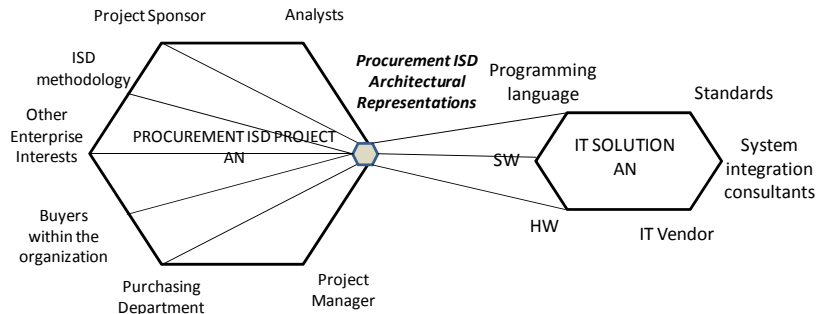 Project Sponsor
Analysts
ISD
methodology
Other
Enterprise
Interests
Buyers
within the
organization
Purchasing
Department
Project
Manager
PROCUREMENT ISD PROJECT
AN
Procurement ISD
Architectural
Representations
Programming
language
Standards
SW
IT SOLUTION
AN
System
integration
consultants
HW
IT Vendor